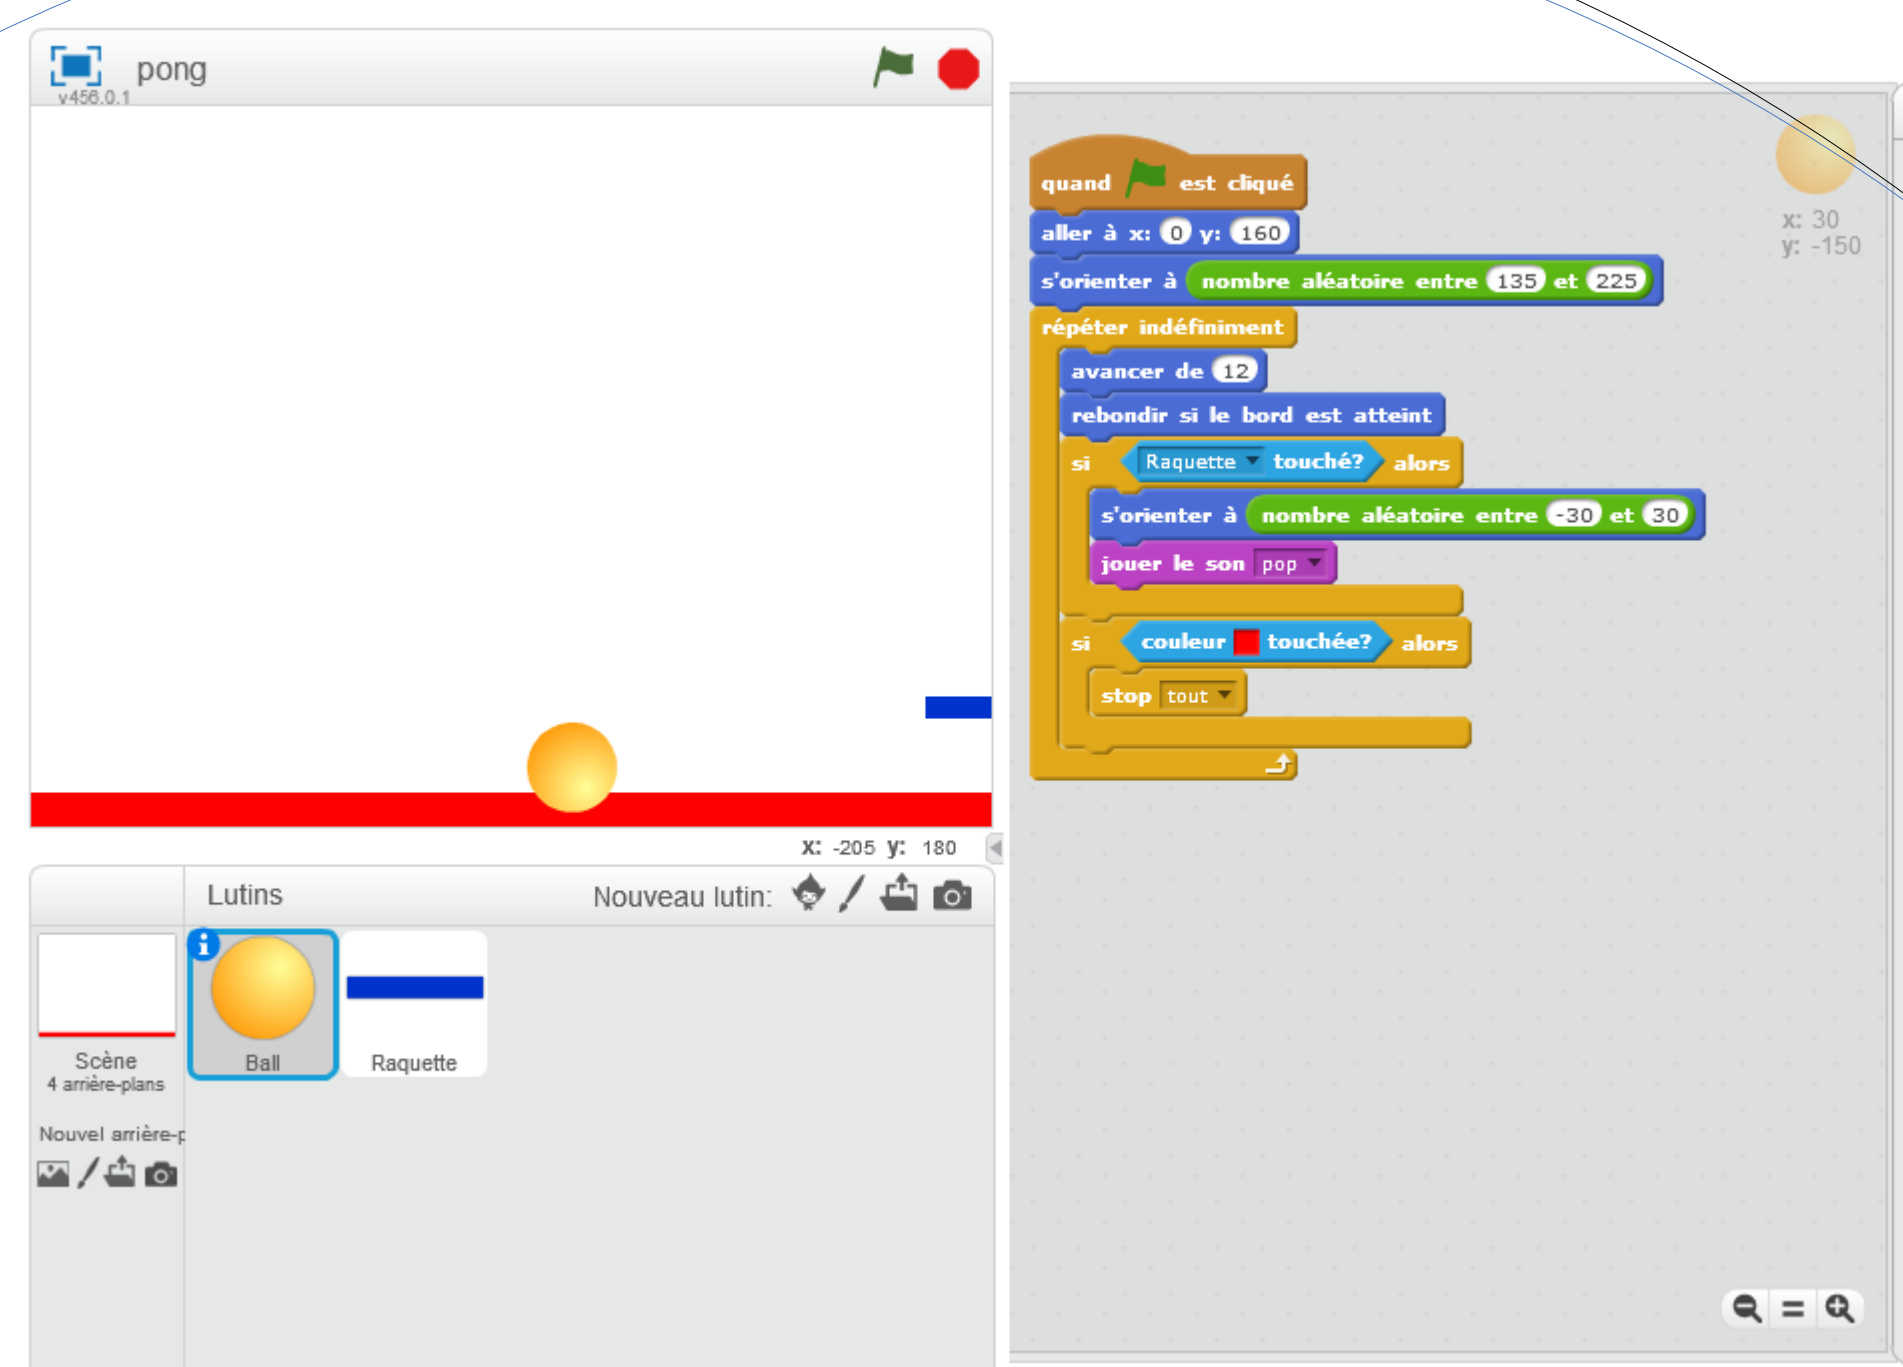 pong
v456.0.1
x: -205 y: 180
Lutins
Nouveau lutin:
Scène
4 arrière-plans
Ball
Raquette
Nouvel arrière-p
quand est cliqué
aller à x: 0 y: 160
s'orienter à nombre aléatoire entre 135 et 225
répéter indéfiniment
avancer de 12
rebondir si le bord est atteint
si Raquette touché? alors
s'orienter à nombre aléatoire entre -30 et 30
jouer le son pop
si couleur touchée? alors
stop tout
x: 30
y: -150